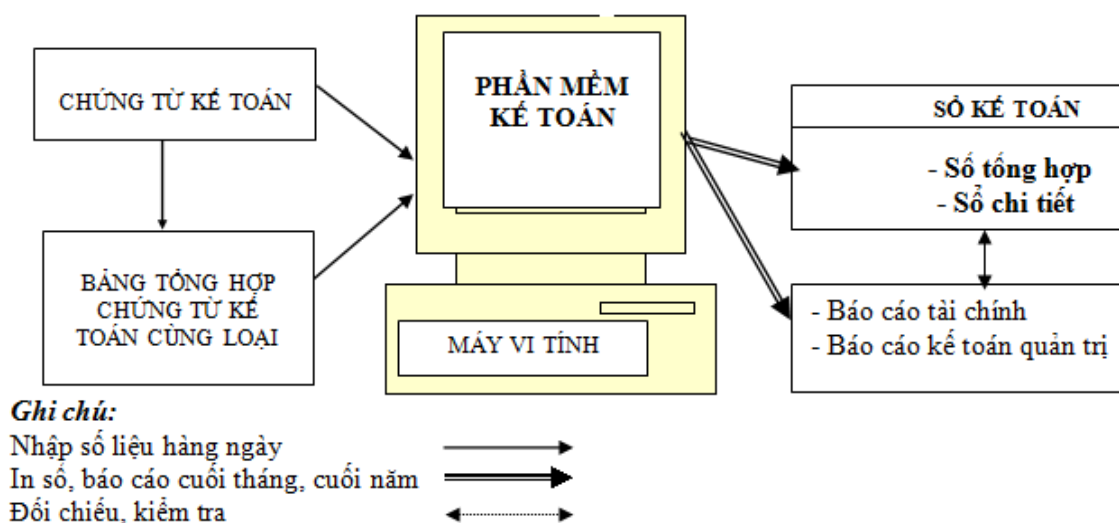 CHỨNG TỪ KẾ TOÁN
BẢNG TỔNG HỢP
CHỨNG TỪ KẾ
TOÁN CÙNG LOẠI
PHẦN MỀM
KẾ TOÁN
MÁY VI TÍNH
SỔ KẾ TOÁN
- Số tổng hợp
- Sổ chi tiết
- Báo cáo tài chính
- Báo cáo kế toán quản trị
Ghi chú:
Nhập số liệu hàng ngày
In sổ, báo cáo cuối tháng, cuối năm
Đối chiếu, kiểm tra